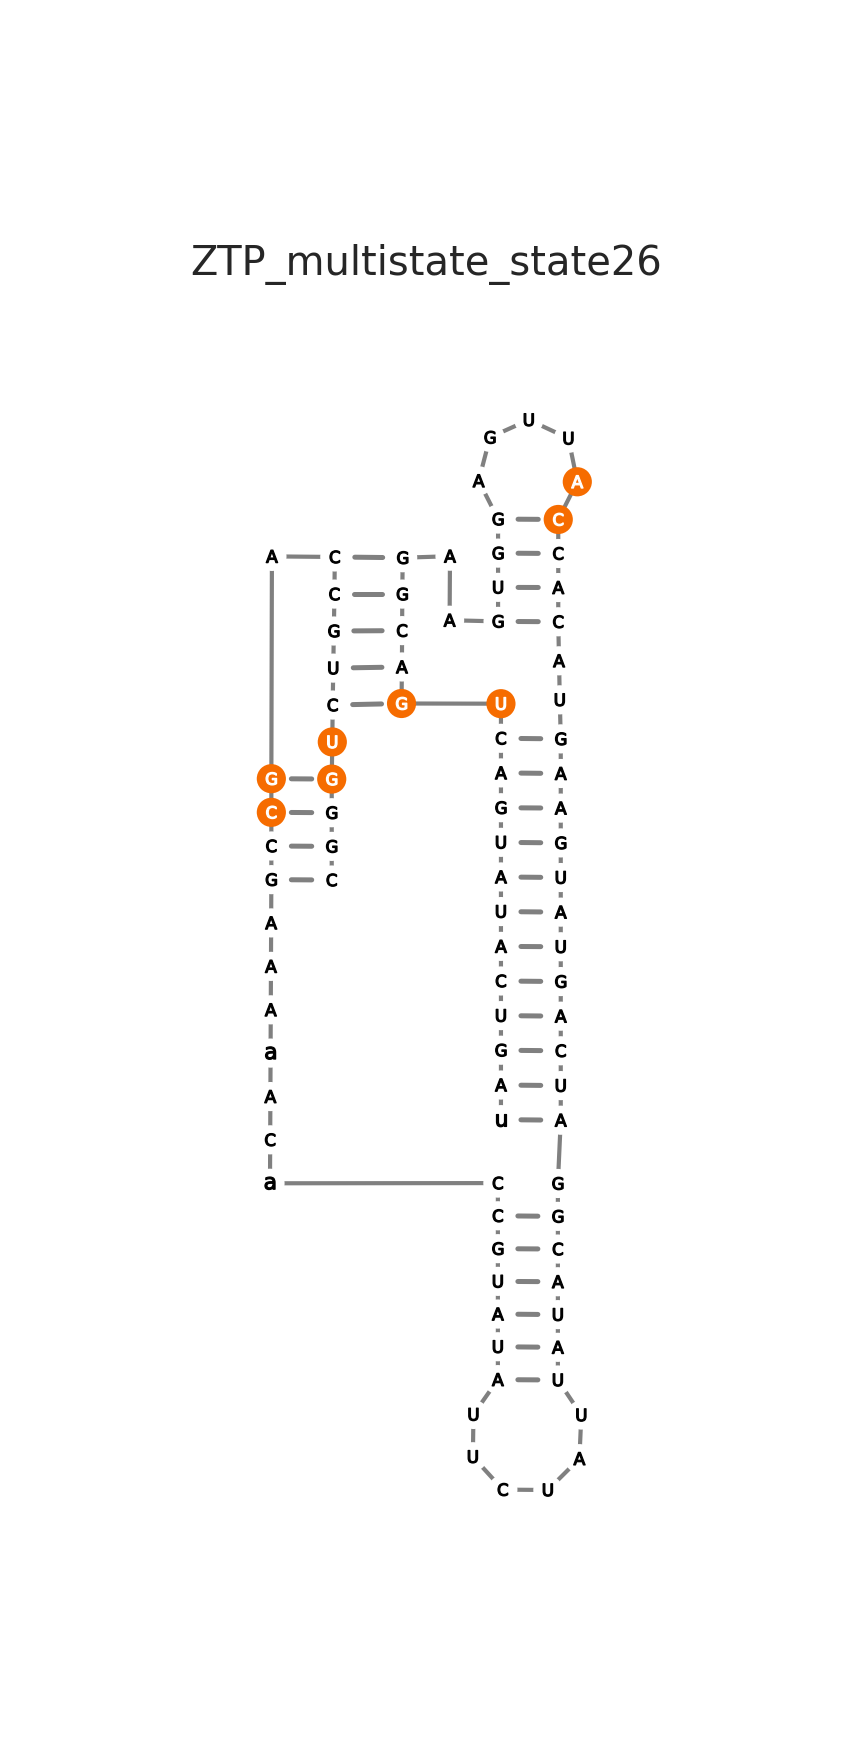 ZTP_multistate_state26
U
G U
A A
G C
A C G A G C
C G U A
G C A G C
U A A
C G U U
U C G
G G A A
C G G A
C G U G
G C A U
A U A
A U
A
C G
A U A
a G C
A U
A
u A
C
a C G
C G
G C
U A
A U
U A
A U
U U
U A
C U